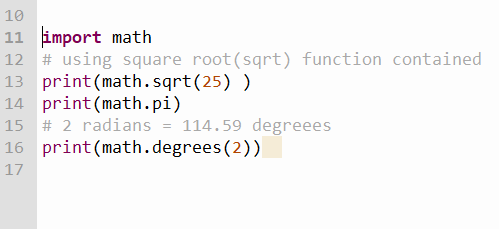 10
11 import math
12 # using square root(sqrt) function contained
13 print(math.sqrt(25) )
14 print(math.pi)
15 # 2 radians = 114.59 degreees
16 print(math.degrees(2))
17